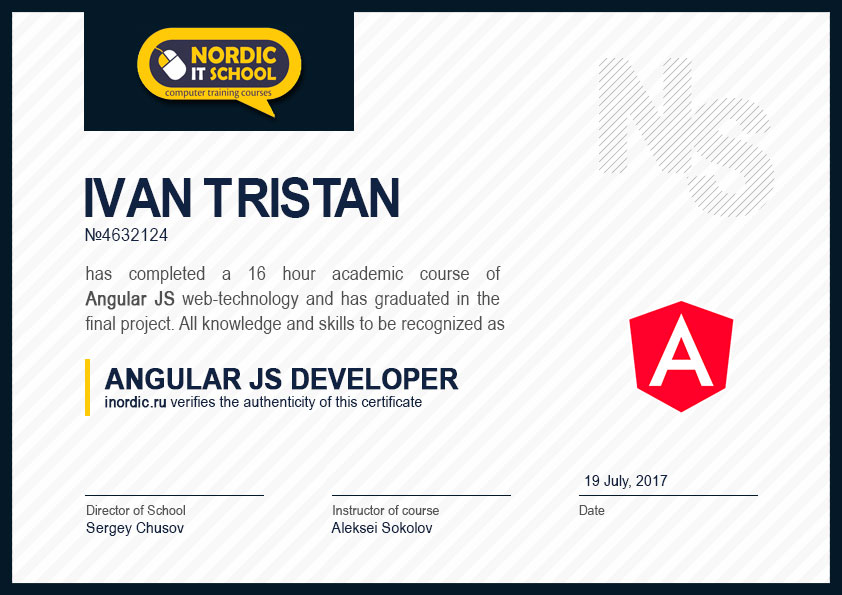 NORDIC
IT SCHOOL
computer training courses
NS
IVAN TRISTAN
№4632124
has completed a 16 hour academic course of
Angular JS web-technology and has graduated in the
final project. All knowledge and skills to be recognized as
A
ANGULAR JS DEVELOPER
inordic.ru verifies the authenticity of this certificate
19 July, 2017
Director of School
Sergey Chusov
Instructor of course
Aleksei Sokolov
Date